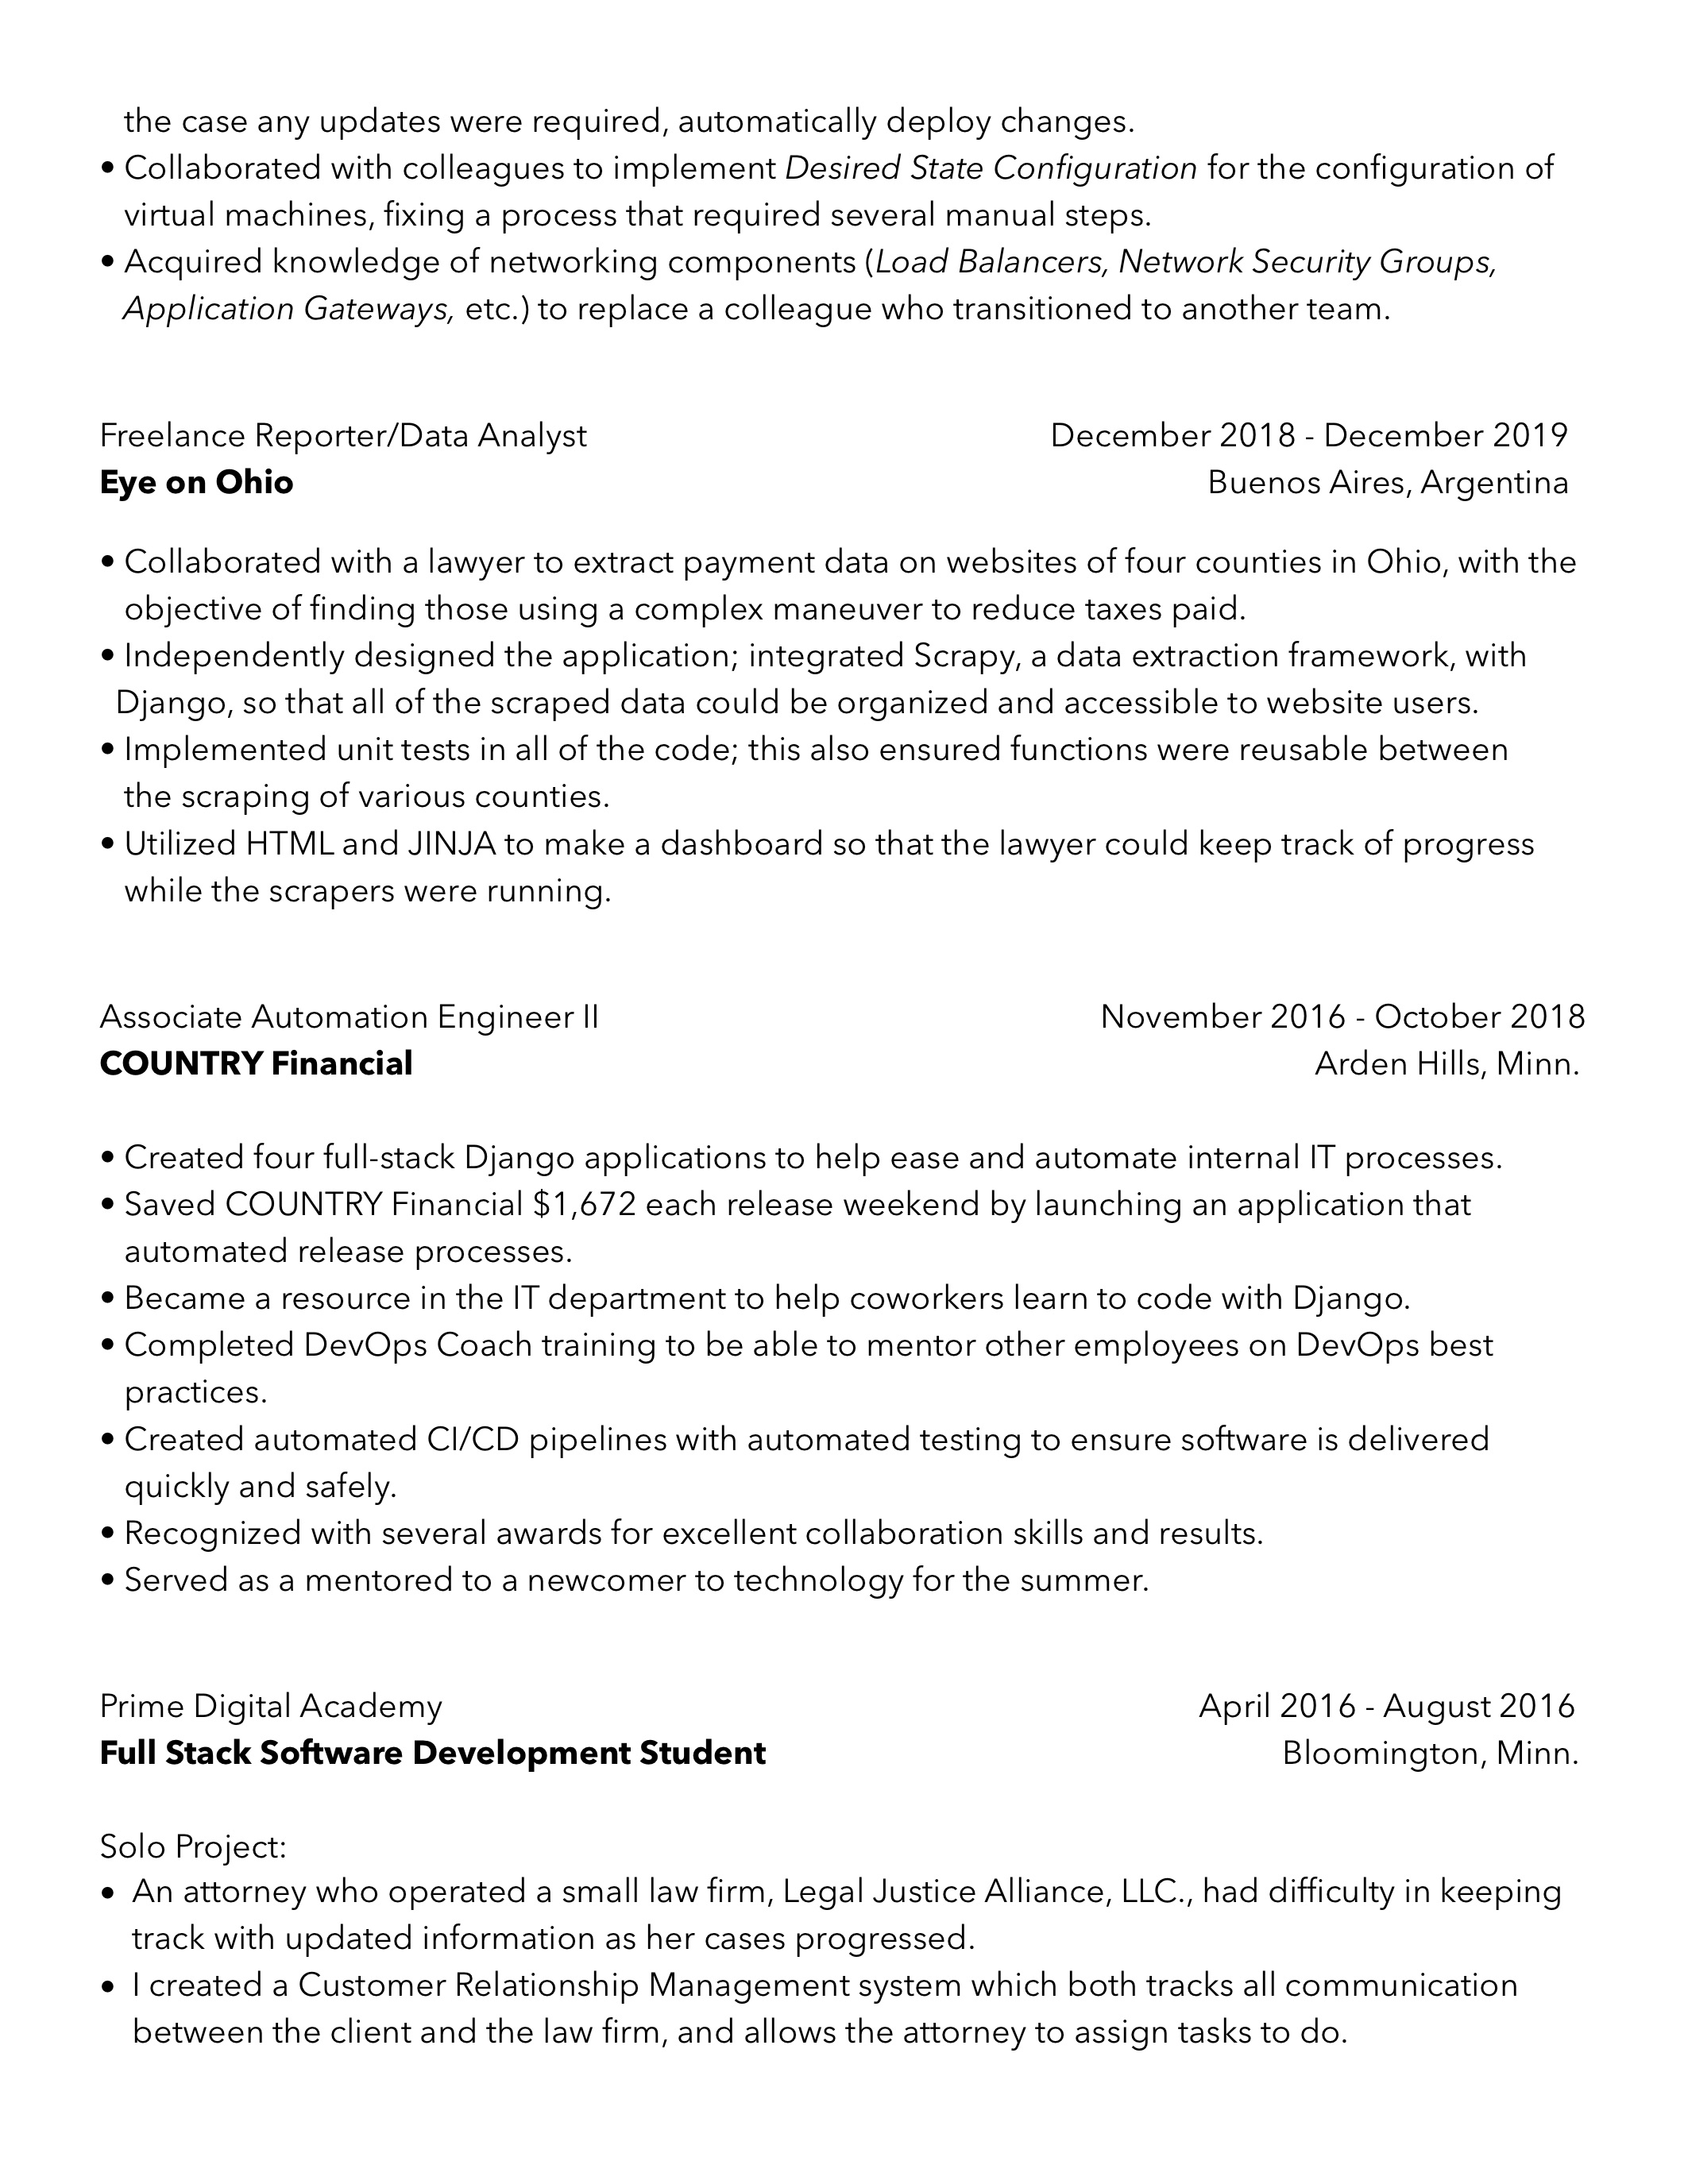 the case any updates were required, automatically deploy changes.
• Collaborated with colleagues to implement Desired State Configuration for the configuration of
virtual machines, fixing a process that required several manual steps.
• Acquired knowledge of networking components (Load Balancers, Network Security Groups,
Application Gateways, etc.) to replace a colleague who transitioned to another team.
Freelance Reporter/Data Analyst December 2018 - December 2019
Eye on Ohio Buenos Aires, Argentina
• Collaborated with a lawyer to extract payment data on websites of four counties in Ohio, with the
objective of finding those using a complex maneuver to reduce taxes paid.
• Independently designed the application; integrated Scrapy, a data extraction framework, with
Django, so that all of the scraped data could be organized and accessible to website users.
• Implemented unit tests in all of the code; this also ensured functions were reusable between
the scraping of various counties.
• Utilized HTML and JINJA to make a dashboard so that the lawyer could keep track of progress
while the scrapers were running.
Associate Automation Engineer II November 2016 - October 2018
COUNTRY Financial Arden Hills, Minn.
• Created four full-stack Django applications to help ease and automate internal IT processes.
• Saved COUNTRY Financial $1,672 each release weekend by launching an application that
automated release processes.
• Became a resource in the IT department to help coworkers learn to code with Django.
• Completed DevOps Coach training to be able to mentor other employees on DevOps best
practices.
• Created automated CI/CD pipelines with automated testing to ensure software is delivered
quickly and safely.
• Recognized with several awards for excellent collaboration skills and results.
• Served as a mentored to a newcomer to technology for the summer.
Prime Digital Academy April 2016 - August 2016
Full Stack Software Development Student Bloomington, Minn.
Solo Project:
• An attorney who operated a small law firm, Legal Justice Alliance, LLC., had difficulty in keeping
track with updated information as her cases progressed.
• I created a Customer Relationship Management system which both tracks all communication
between the client and the law firm, and allows the attorney to assign tasks to do.